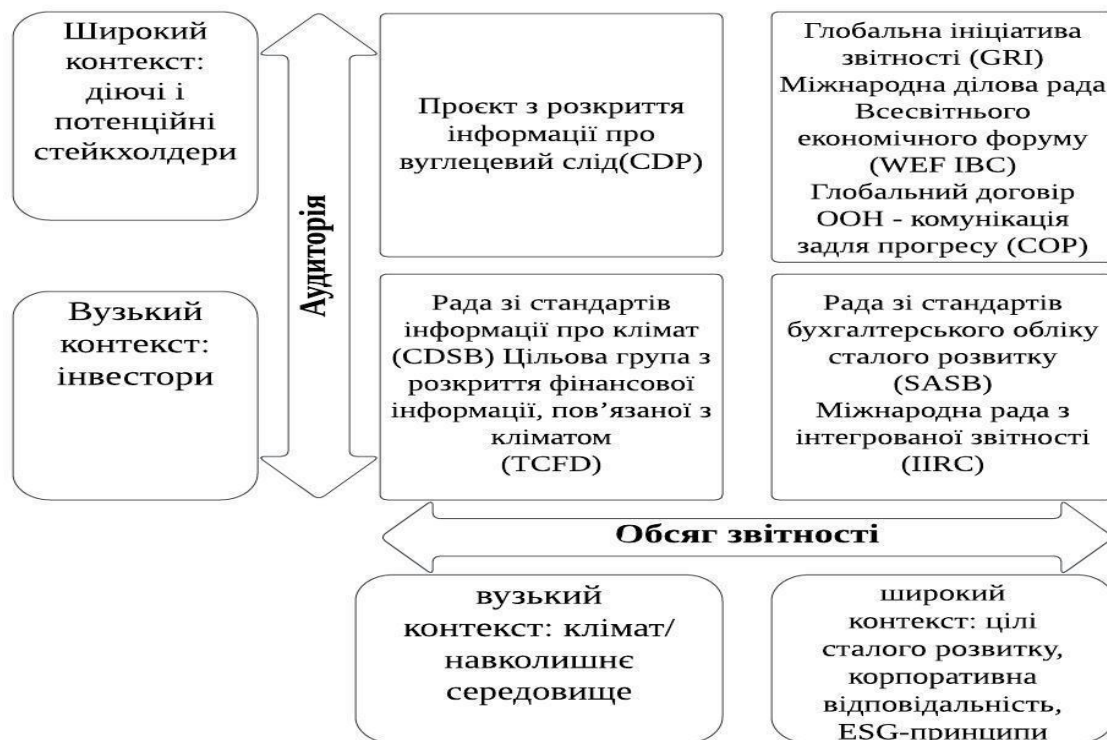 Широкий
контекст:
діючі і
потенційні
стейкхолдери
Аудиторія
Проєкт з розкриття
інформації про
вуглецевий слід(CDP)
Глобальна ініціатива
звітності (GRI)
Міжнародна ділова рада
Всесвітнього
економічного форуму
(WEF IBC)
Глобальний договір
ООН - комунікація
задля прогресу (COP)
Вузький
контекст:
інвестори
Рада зі стандартів
інформації про клімат
(CDSB) Цільова група з
розкриття фінансової
інформації, пов’язаної з
кліматом
(TCFD)
Рада зі стандартів
бухгалтерського обліку
сталого розвитку
(SASB)
Міжнародна рада з
інтегрованої звітності
(IIRC)
Обсяг звітності
вузький
контекст: клімат/
навколишнє
середовище
широкий
контекст: цілі
сталого розвитку,
корпоративна
відповідальність,
ESG-принципи